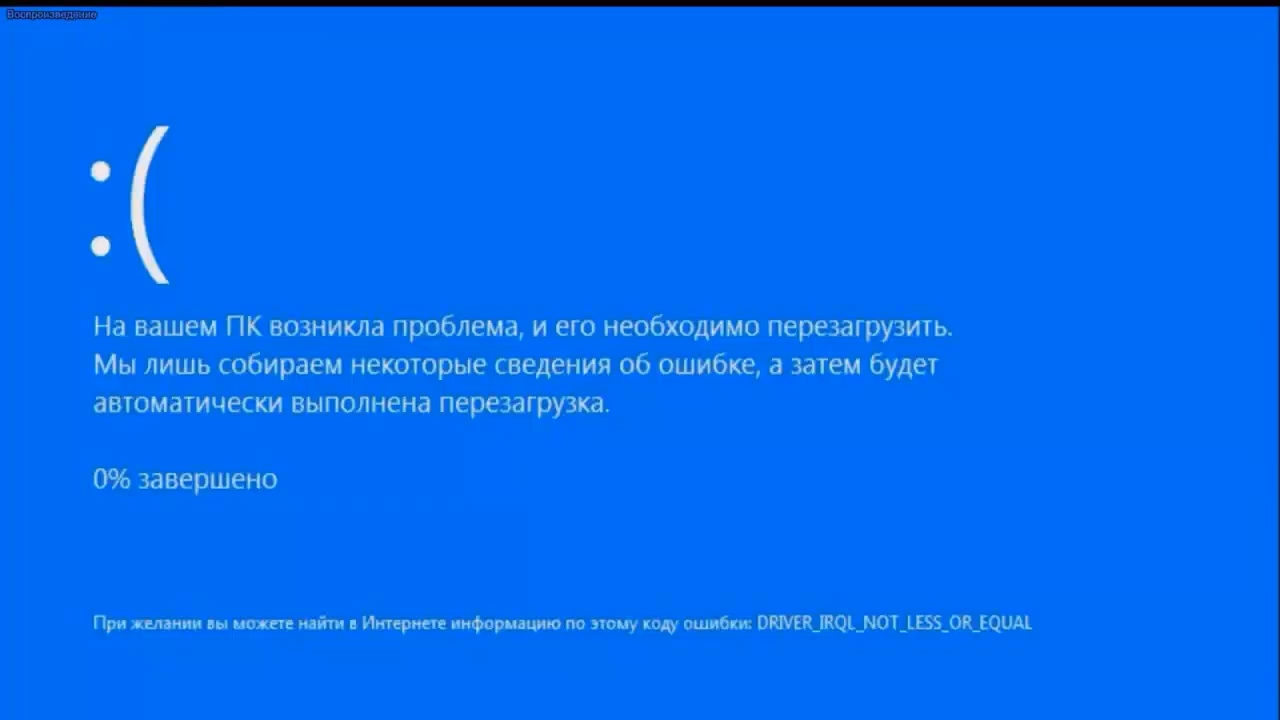 Воспроизведение
:(
На вашем ПК возникла проблема, и его необходимо перезагрузить.
Мы лишь собираем некоторые сведения об ошибке, а затем будет
автоматически выполнена перезагрузка.
0% завершено
При желании вы можете найти в Интернете информацию по этому коду ошибки: DRIVER_IRQL_NOT_LESS_OR_EQUAL